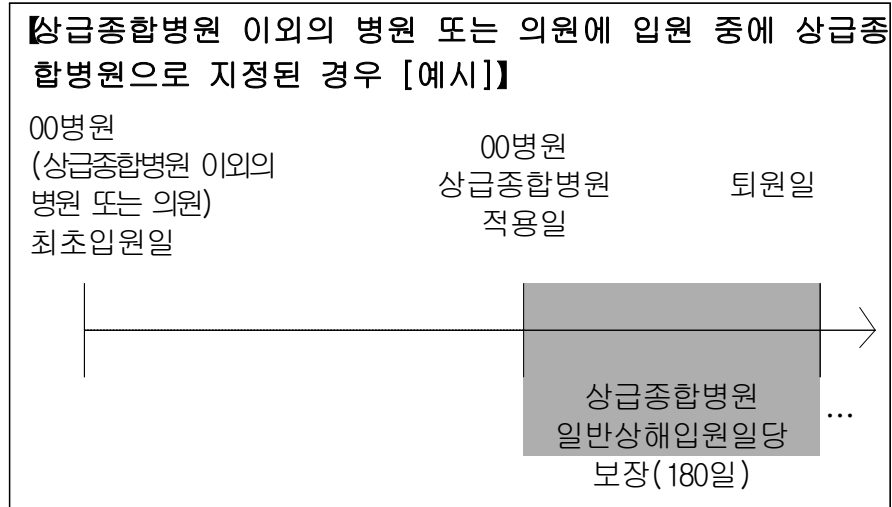 【상급종합병원 이외의 병원 또는 의원에 입원 중에 상급종
합병원으로 지정된 경우 [예시]】
00병원
(상급종합병원 이외의
병원 또는 의원)
최초입원일
00병원
상급종합병원
적용일
퇴원일
상급종합병원
일반상해입원일당
보장(180일)
…